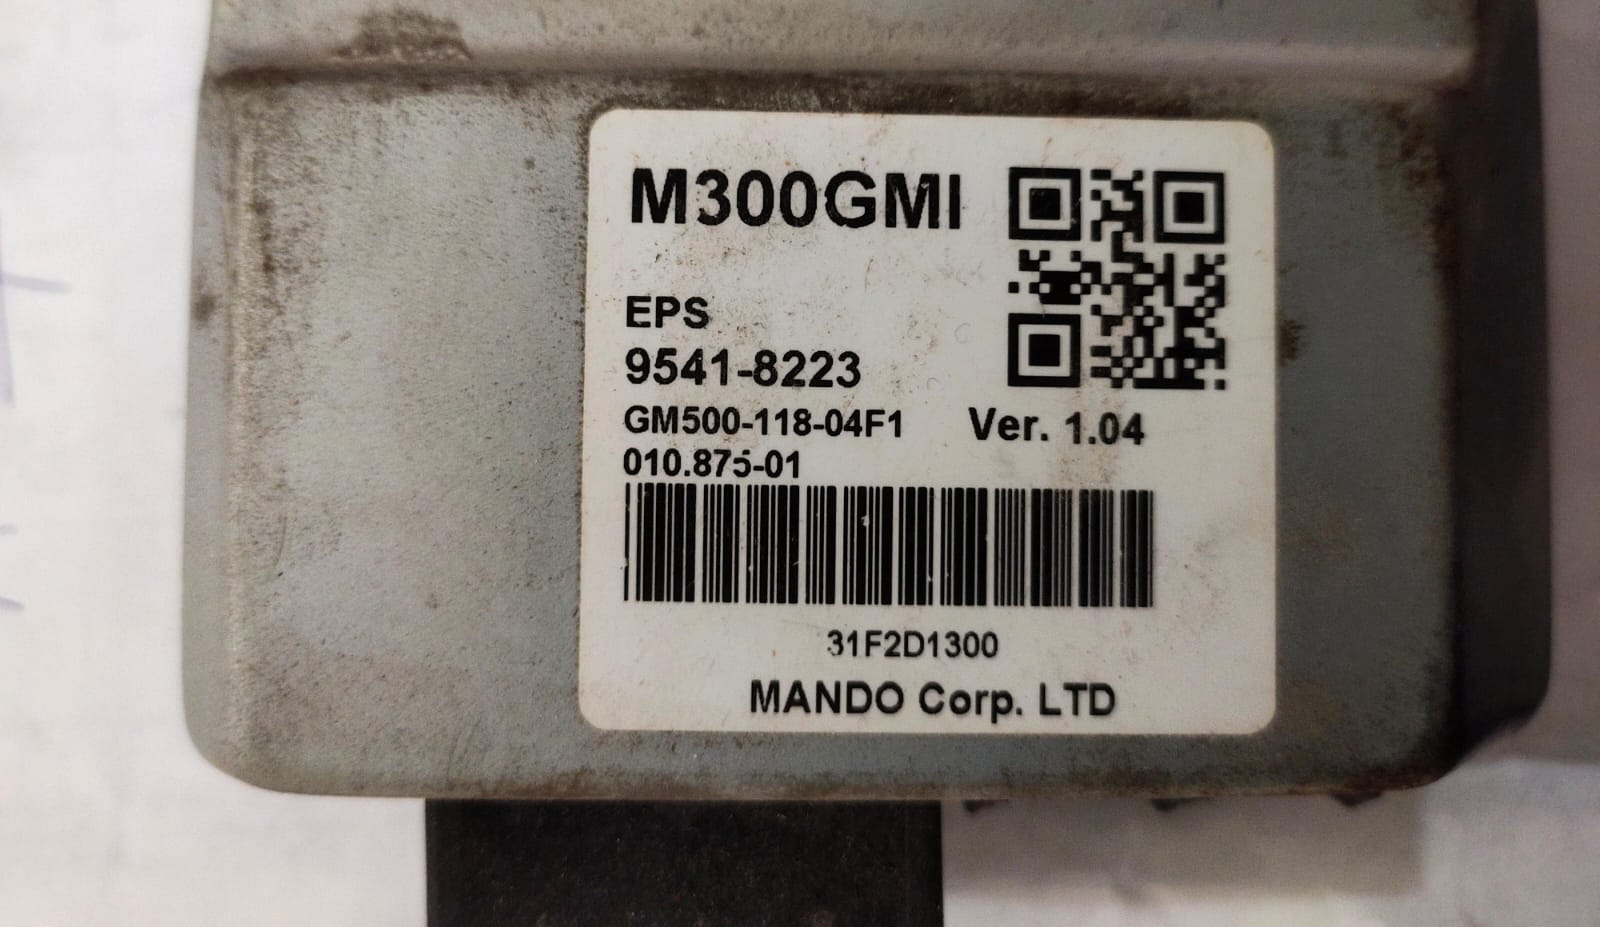 M300GMI
EPS
9541-8223
GM500-118-04F1 Ver. 1.04
010.875-01
31F2D1300
MANDO Corp. LTD